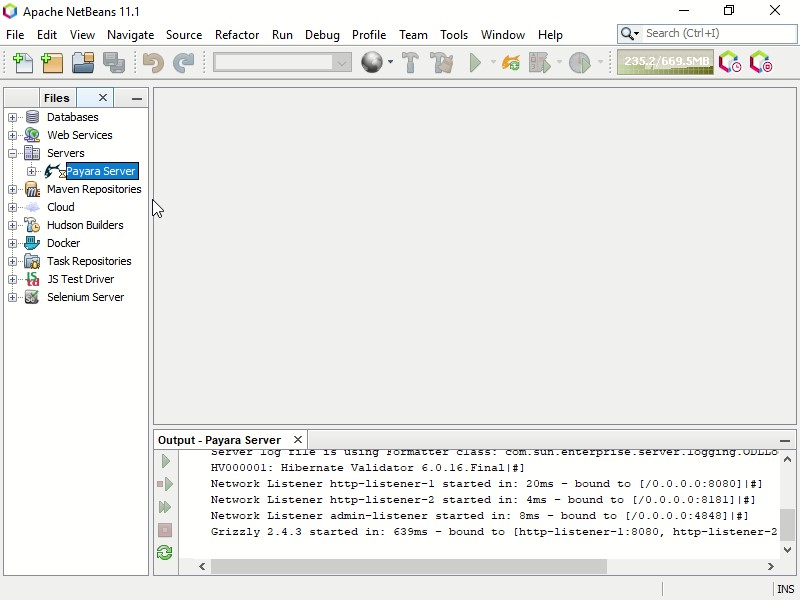 Apache NetBeans 11.1
File Edit View Navigate Source Refactor Run Debug Profile Team Tools Window Help
Search (Ctrl+I)
235.2/669.5MB
Files
Databases
Web Services
Servers
Payara Server
Maven Repositories
Cloud
Hudson Builders
Docker
Task Repositories
JS Test Driver
Selenium Server
Output - Payara Server
Server log file is using Formatter class: com.sun.enterprise.server.logging.ODLLo
HV000001: Hibernate Validator 6.0.16.Final|#]
Network Listener http-listener-1 started in: 20ms - bound to [/0.0.0.0:8080]|#]
Network Listener http-listener-2 started in: 4ms - bound to [/0.0.0.0:8181]|#]
Network Listener admin-listener started in: 8ms - bound to [/0.0.0.0:4848]|#]
Grizzly 2.4.3 started in: 639ms - bound to [http-listener-1:8080, http-listener-2
INS